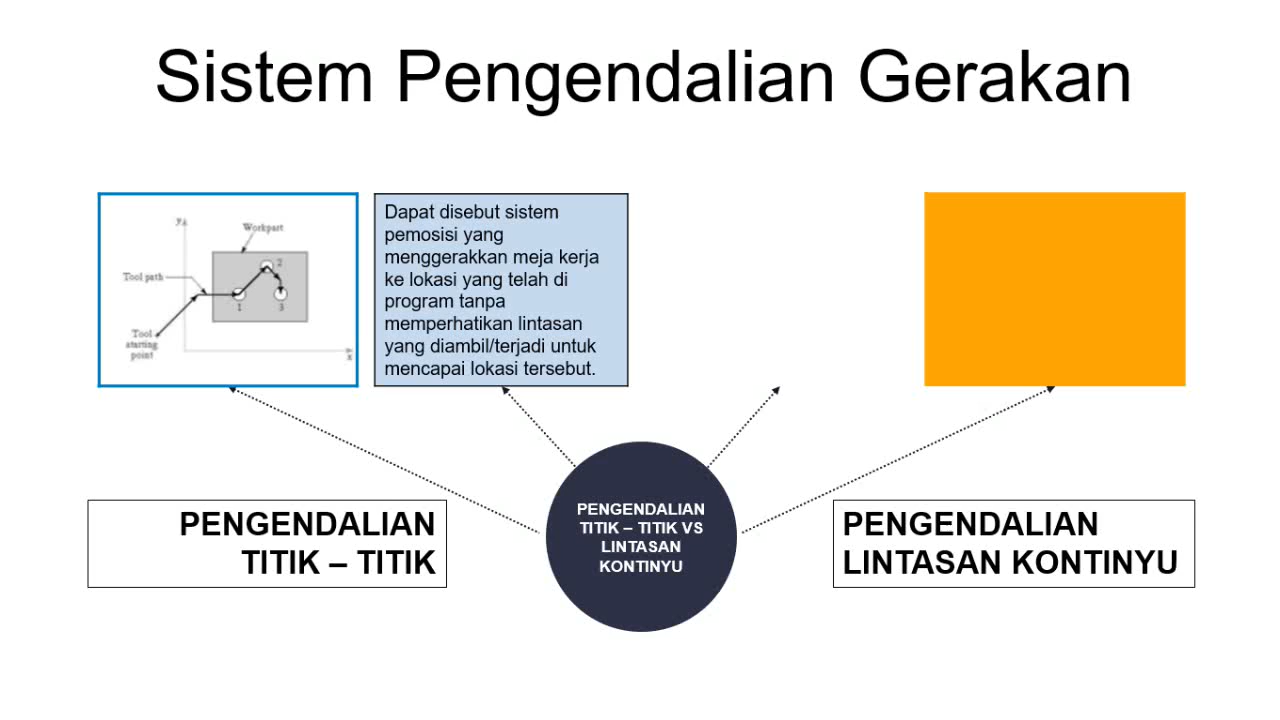 Sistem Pengendalian Gerakan
y
Workpart
Tool path
2
1
3
Tool
starting
point
x
Dapat disebut sistem
pemosisi yang
menggerakkan meja kerja
ke lokasi yang telah di
program tanpa
memperhatikan lintasan
yang diambil/terjadi untuk
mencapai lokasi tersebut.
PENGENDALIAN
TITIK – TITIK
PENGENDALIAN
TITIK – TITIK VS
LINTASAN
KONTINYU
PENGENDALIAN
LINTASAN KONTINYU